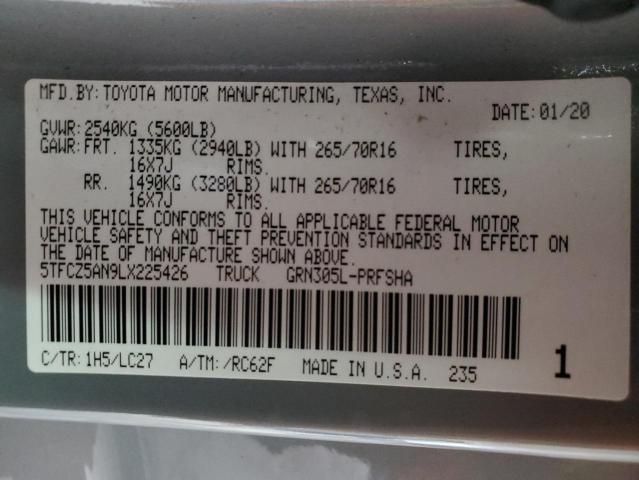 MFD.BY: TOYOTA MOTOR MANUFACTURING, TEXAS, INC.
DATE: 01/20
GVWR: 2540KG (5600LB)
GAWR: FRT. 1335KG (2940LB) WITH 265/70R16 TIRES,
16X7J RIMS.
RR. 1490KG (3280LB) WITH 265/70R16 TIRES,
16X7J RIMS.
THIS VEHICLE CONFORMS TO ALL APPLICABLE FEDERAL MOTOR
VEHICLE SAFETY AND THEFT PREVENTION STANDARDS IN EFFECT ON
THE DATE OF MANUFACTURE SHOWN ABOVE.
5TFCZ5AN9LX225426 TRUCK GRN305L-PRFSHA
C/TR: 1H5/LC27 A/TM: /RC62F MADE IN U.S.A. 235 1